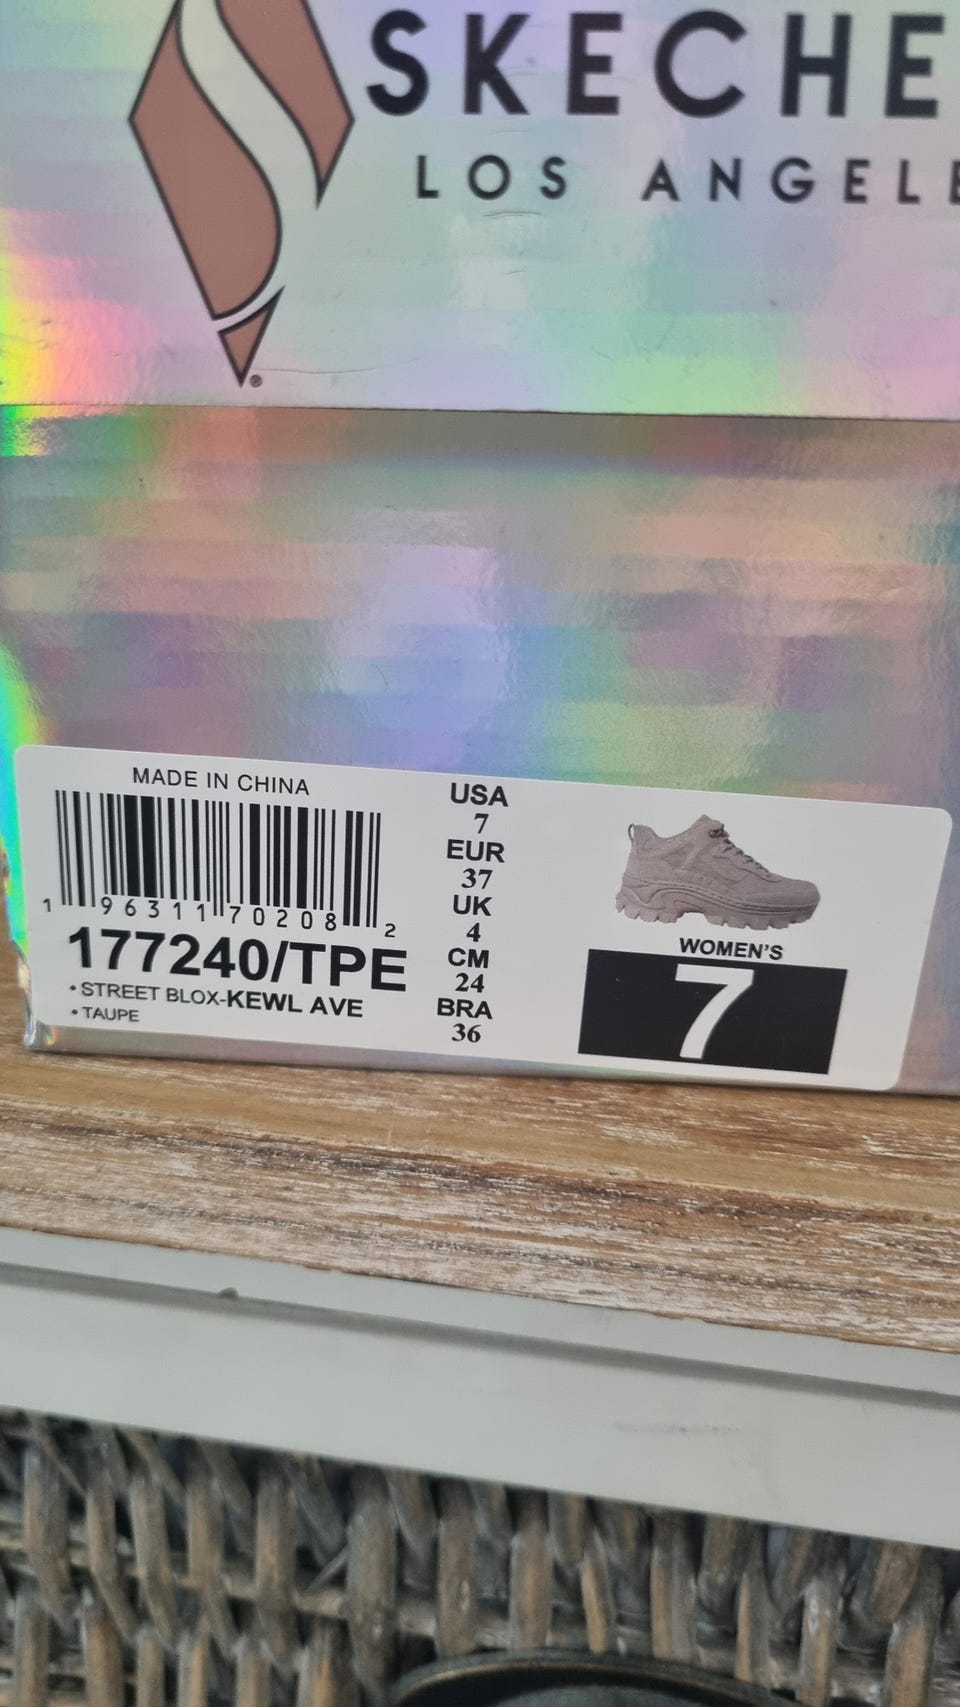 SKECHE
LOS ANGELE
®
MADE IN CHINA
1 96311 70208 2
177240/TPE
• STREET BLOX-KEWL AVE
• TAUPE
USA
7
EUR
37
UK
4
CM
24
BRA
36
WOMEN'S
7